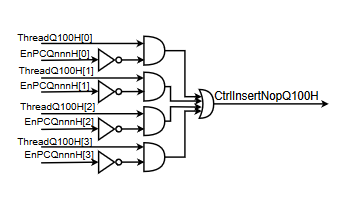 ThreadQ100H[0]
EnPCQnnnH[0]
ThreadQ100H[1]
EnPCQnnnH[1]
CtrlInsertNopQ100H
ThreadQ100H[2]
EnPCQnnnH[2]
ThreadQ100H[3]
EnPCQnnnH[3]